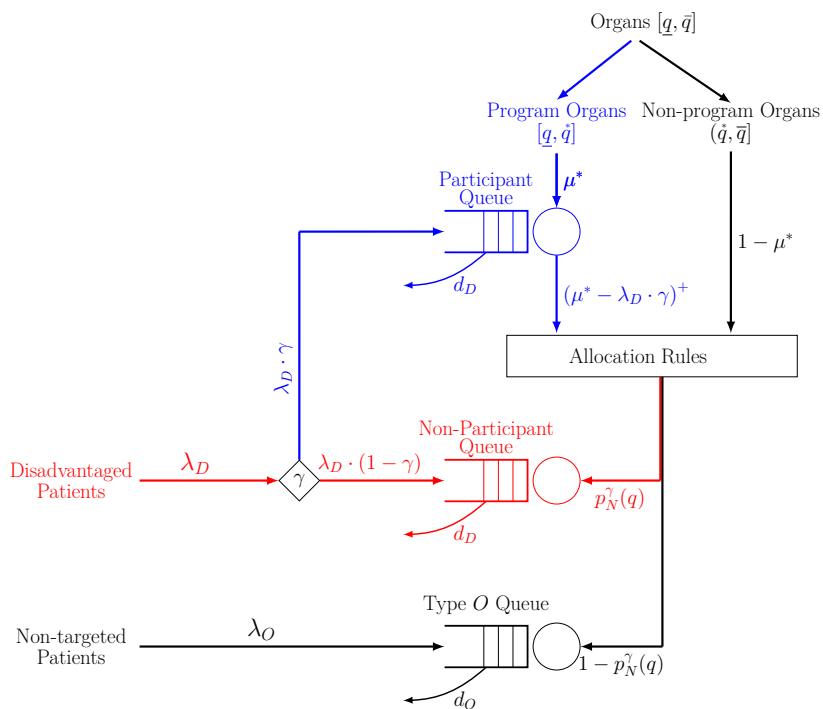 Organs [q̲, q̄]
Program Organs
[q̲, q̊*]
Non-program Organs
(q̊*, q̄]
Participant
Queue
μ*
1 − μ*
d_D
(μ* − λ_D · γ)⁺
λ_D · γ
Allocation Rules
Non-Participant
Queue
Disadvantaged
Patients
λ_D
γ
λ_D · (1 − γ)
p_N^γ(q)
d_D
Type O Queue
Non-targeted
Patients
λ_O
1 − p_N^γ(q)
d_O